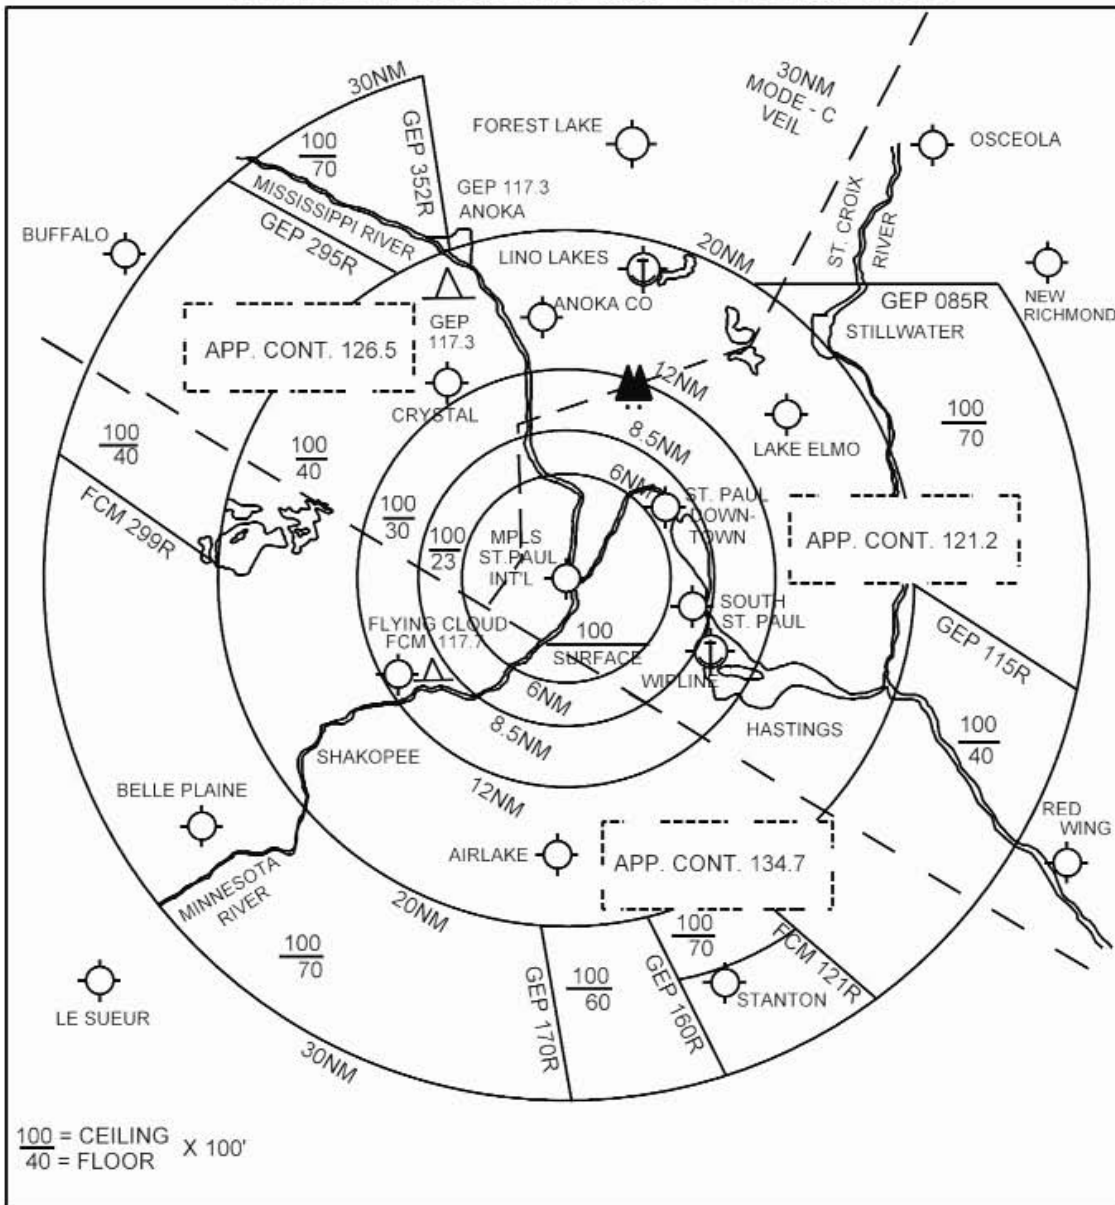 30NM
MODE - C
VEIL
30NM
FOREST LAKE
OSCEOLA
100
70
GEP 352R
GEP 117.3
ANOKA
MISSISSIPPI RIVER
GEP 295R
ST. CROIX
RIVER
BUFFALO
LINO LAKES
20NM
NEW
RICHMOND
GEP 085R
ANOKA CO
GEP
117.3
STILLWATER
APP. CONT. 126.5
CRYSTAL
12NM
100
40
100
40
8.5NM
LAKE ELMO
100
70
FCM 299R
100
30
6NM
ST. PAUL
DOWN-
TOWN
100
23
MPLS
ST.PAUL
INT'L
APP. CONT. 121.2
FLYING CLOUD
FCM 117.7
SOUTH
ST. PAUL
100
SURFACE
GEP 115R
WIPLINE
6NM
8.5NM
HASTINGS
100
40
SHAKOPEE
12NM
BELLE PLAINE
RED
WING
AIRLAKE
APP. CONT. 134.7
MINNESOTA
RIVER
20NM
100
70
100
70
FCM 121R
GEP 170R
100
60
GEP 160R
STANTON
LE SUEUR
30NM
100 = CEILING
40 = FLOOR
X 100'